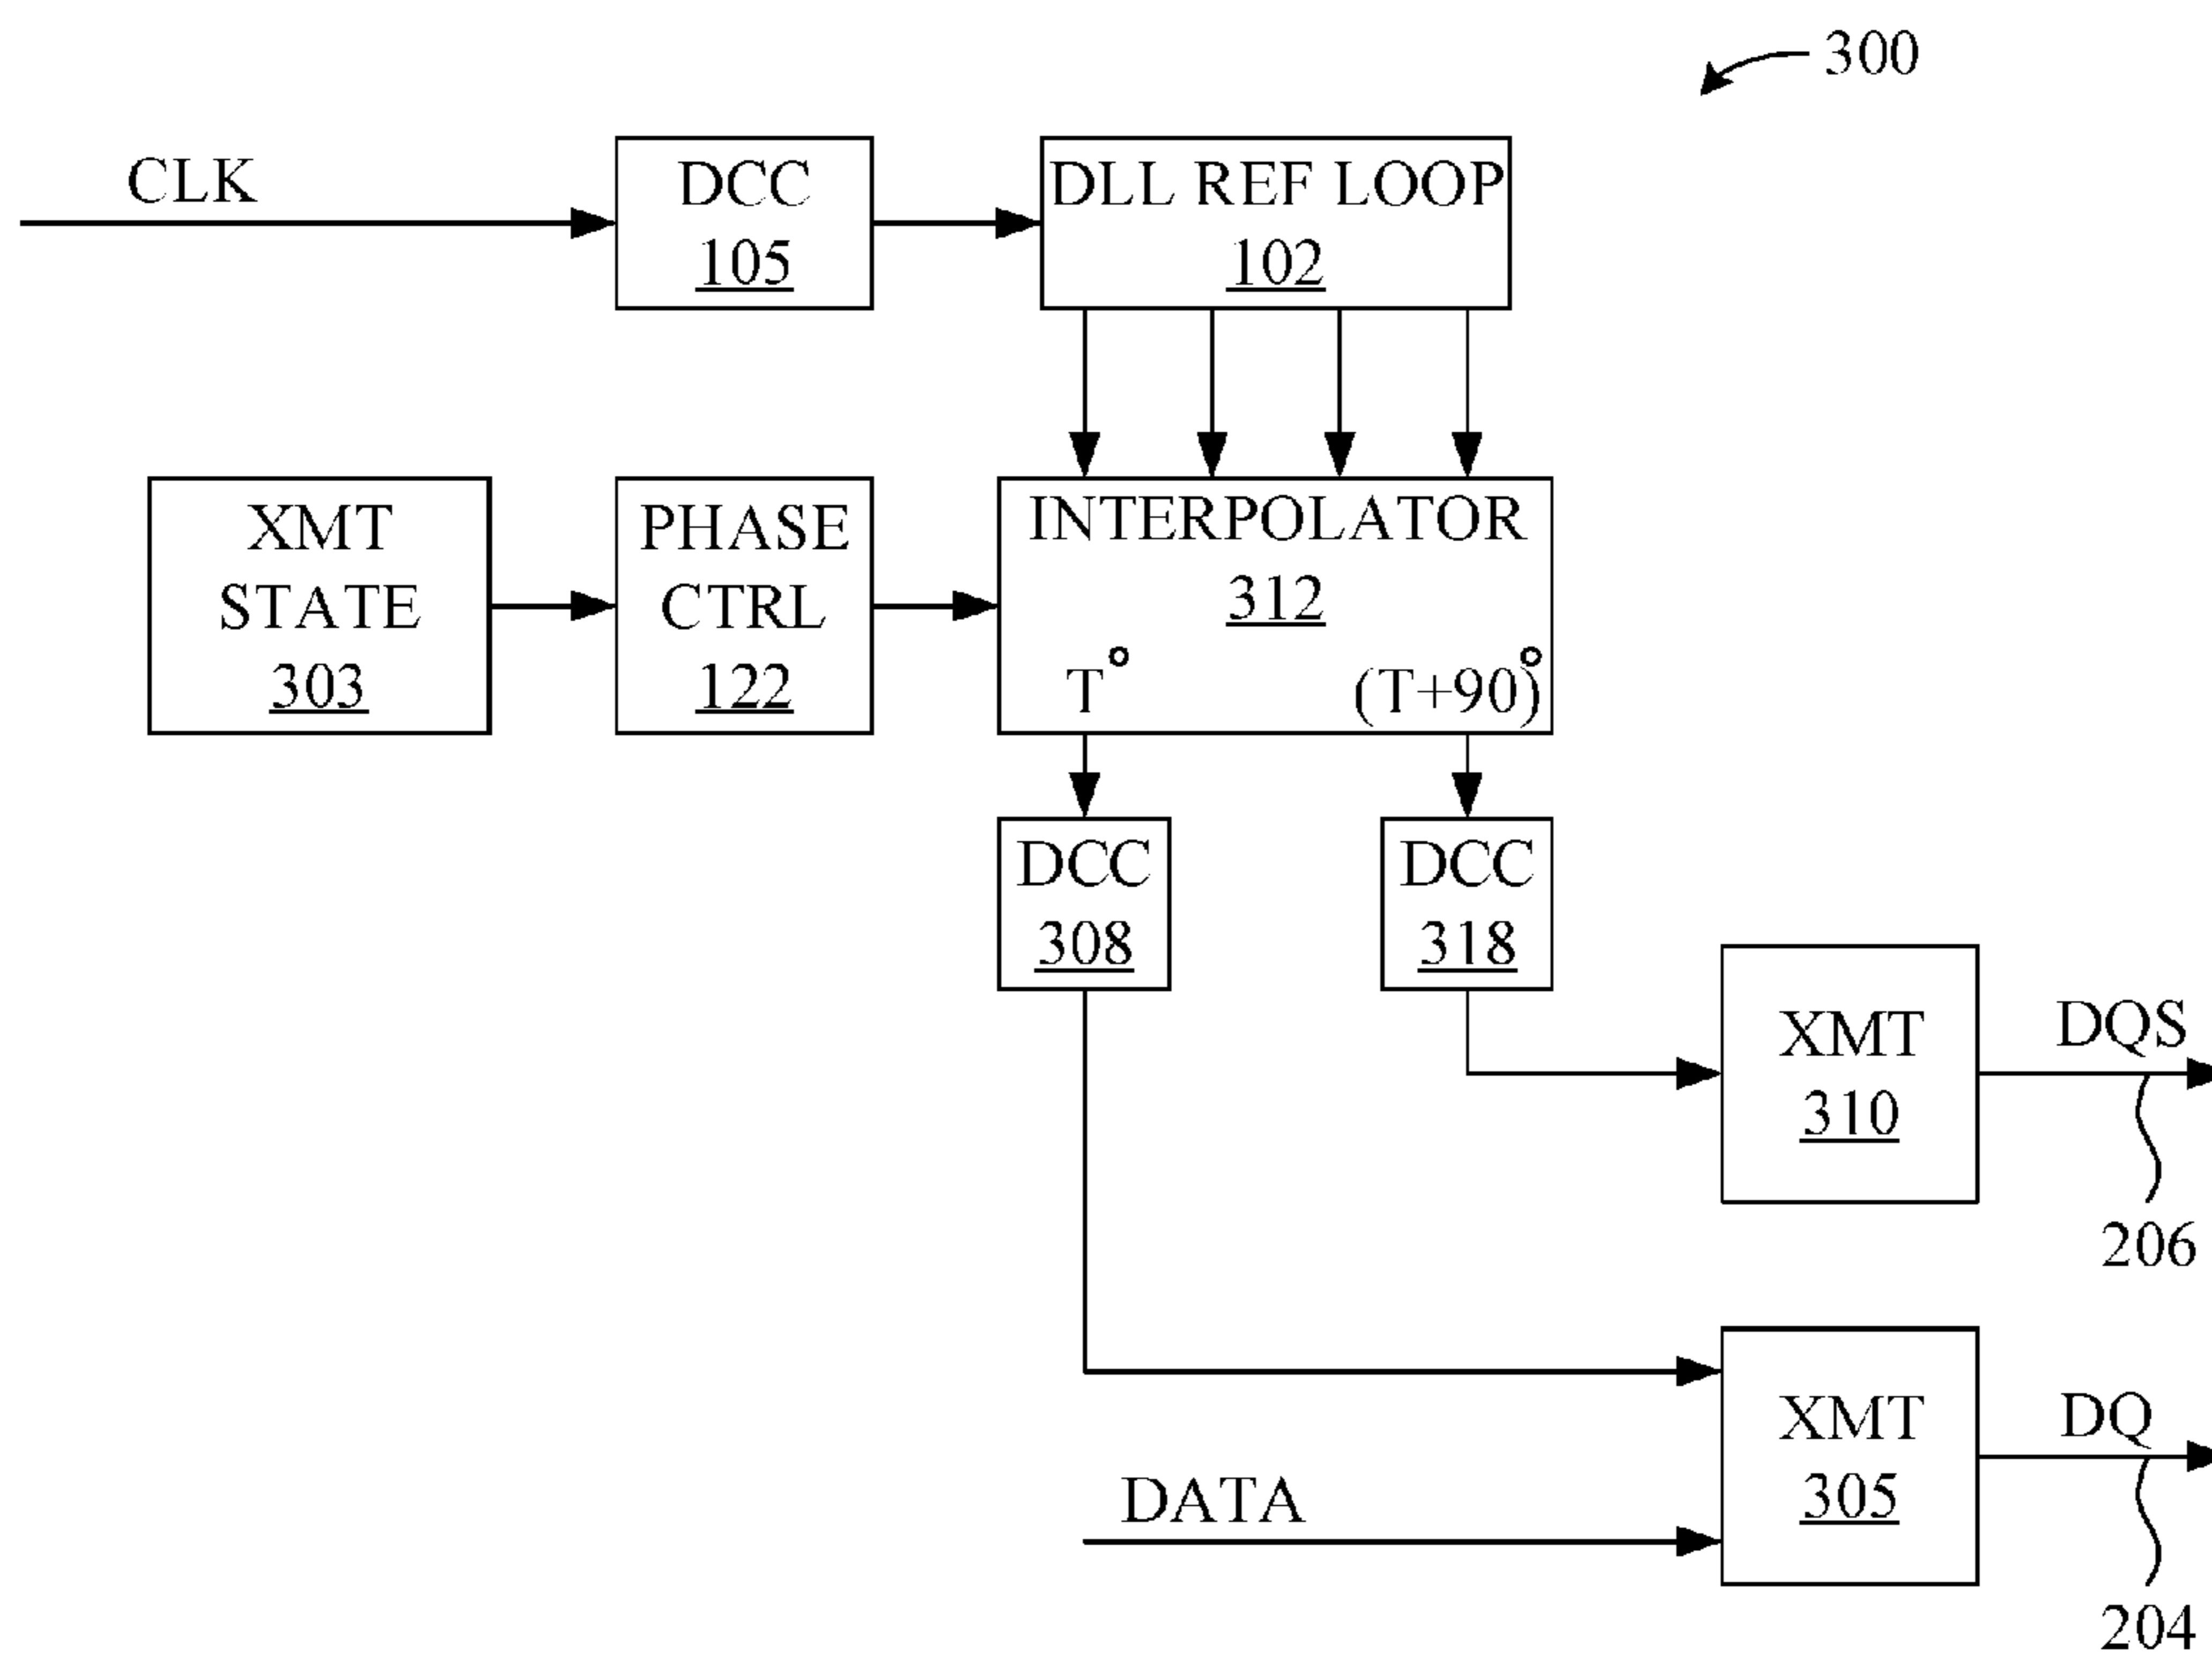 300
CLK
DCC
105
DLL REF LOOP
102
XMT
STATE
303
PHASE
CTRL
122
INTERPOLATOR
312
T° (T+90)°
DCC
308
DCC
318
XMT
310
DQS
206
XMT
305
DQ
204
DATA